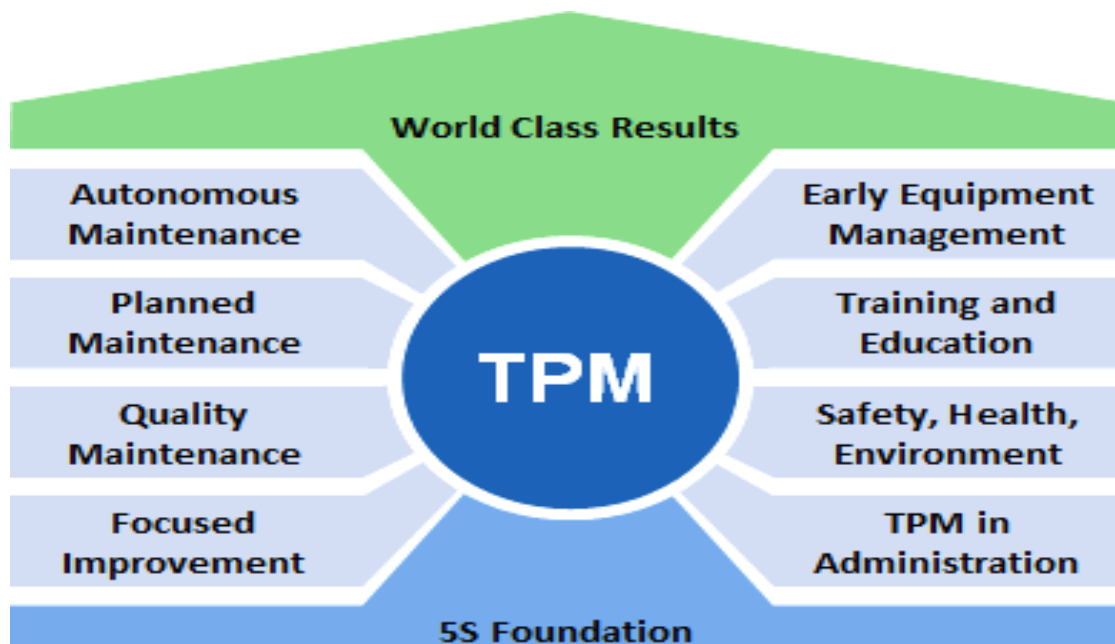 World Class Results
Autonomous
Maintenance
Planned
Maintenance
Quality
Maintenance
Focused
Improvement
TPM
Early Equipment
Management
Training and
Education
Safety, Health,
Environment
TPM in
Administration
5S Foundation